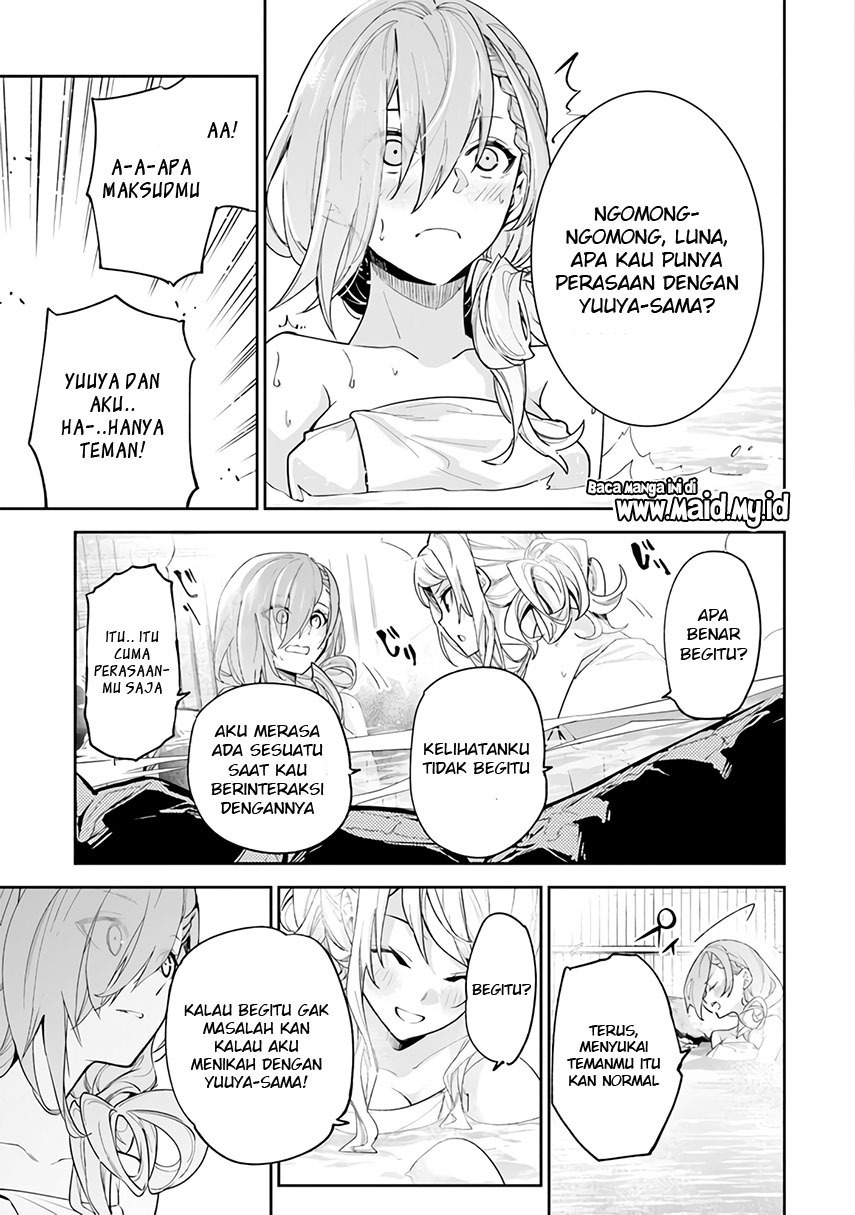 NGOMONG-
NGOMONG, LUNA,
APA KAU PUNYA
PERASAAN DENGAN
YUUYA-SAMA?
AA!
A-A-APA
MAKSUDMU
YUUYA DAN
AKU..
HA-..HANYA
TEMAN!
Baca Manga ini di
www.Maid.My.id
APA
BENAR
BEGITU?
KELIHATANKU
TIDAK BEGITU
AKU MERASA
ADA SESUATU
SAAT KAU
BERINTERAKSI
DENGANNYA
ITU.. ITU
CUMA
PERASAAN-
MU SAJA
TERUS,
MENYUKAI
TEMANMU ITU
KAN NORMAL
BEGITU?
KALAU BEGITU GAK
MASALAH KAN
KALAU AKU
MENIKAH DENGAN
YUUYA-SAMA!